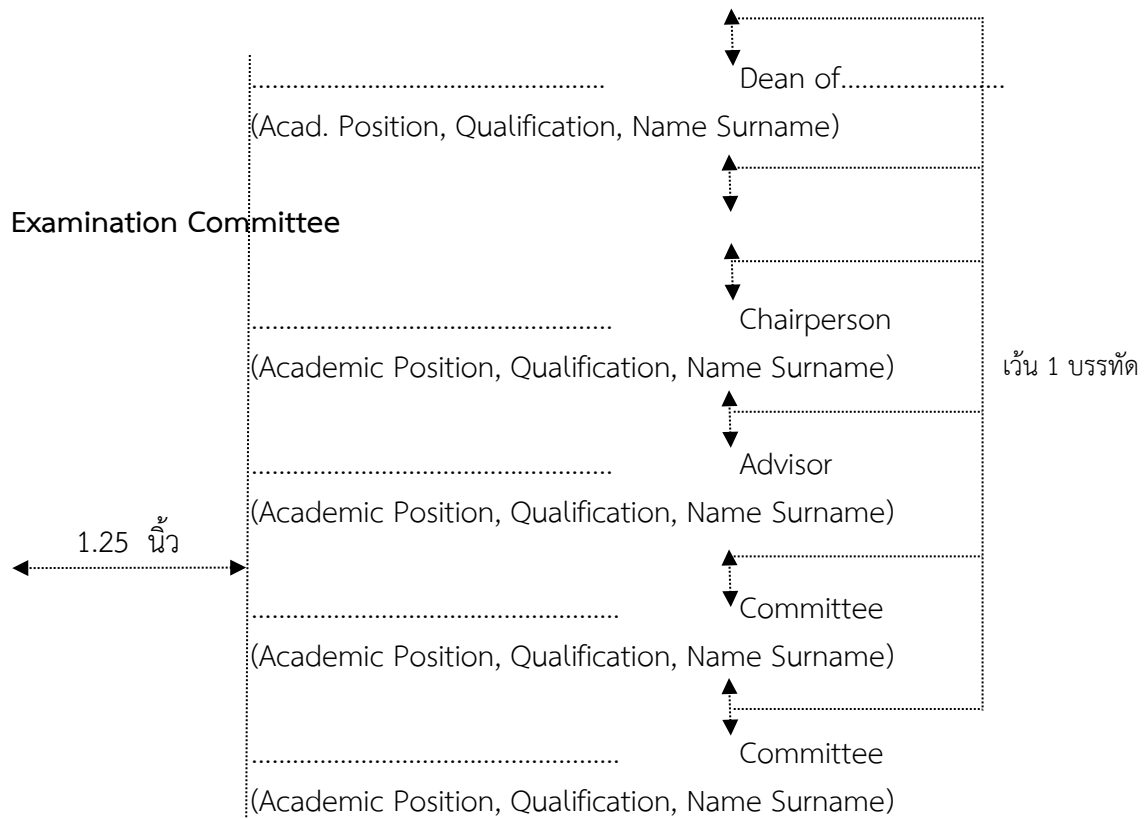 .................................................... Dean of........................
(Acad. Position, Qualification, Name Surname)
Examination Committee
..................................................... Chairperson
(Academic Position, Qualification, Name Surname)
เว้น 1 บรรทัด
..................................................... Advisor
(Academic Position, Qualification, Name Surname)
1.25 นิ้ว
...................................................... Committee
(Academic Position, Qualification, Name Surname)
...................................................... Committee
(Academic Position, Qualification, Name Surname)